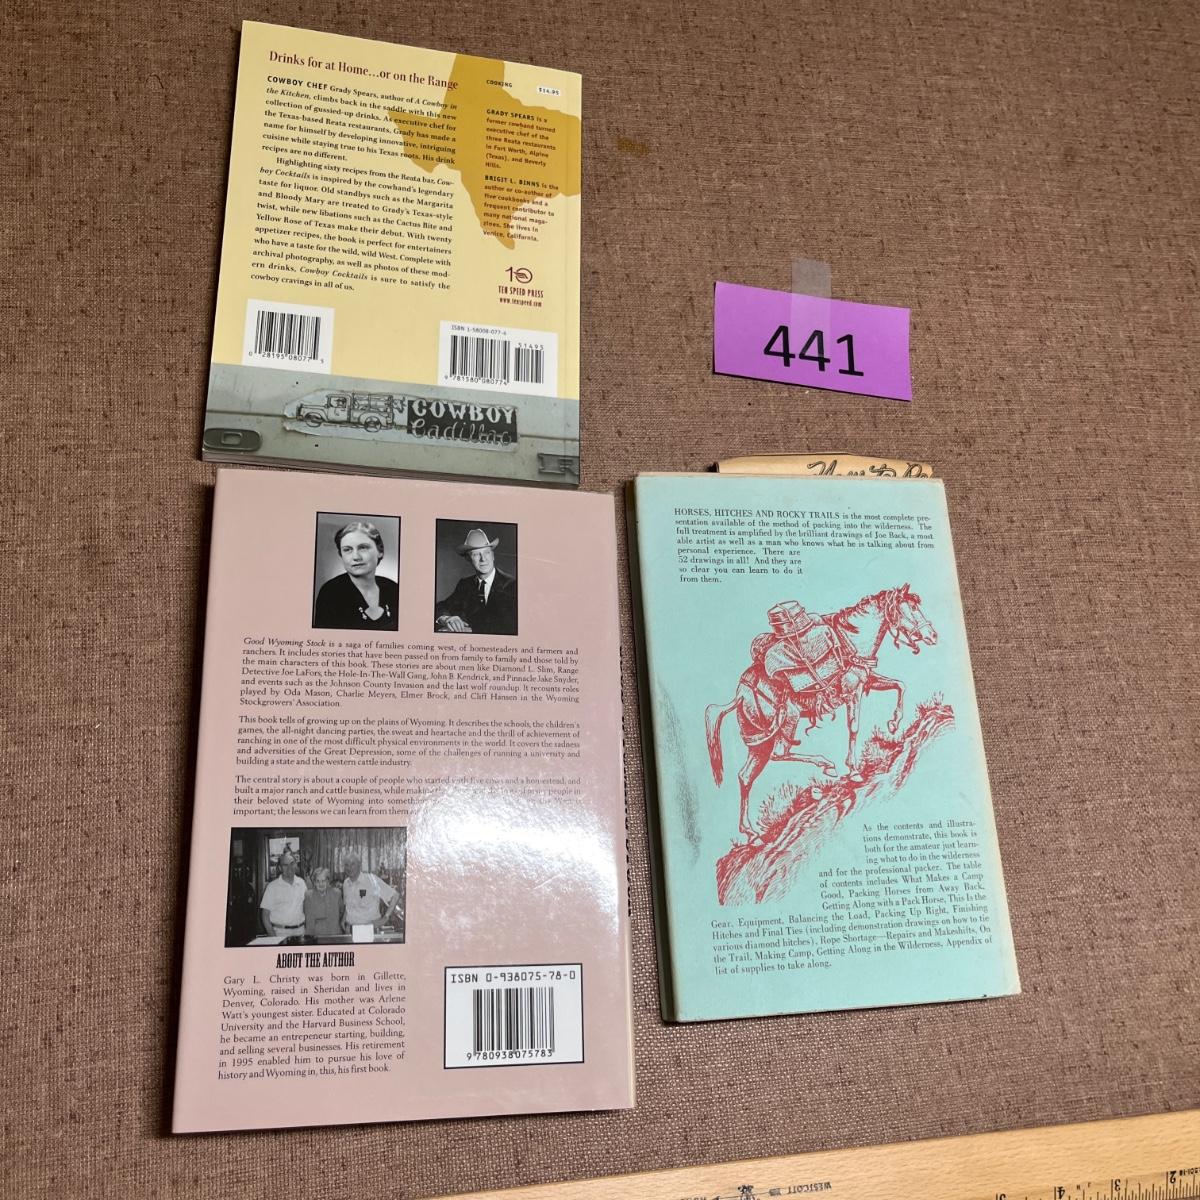 Drinks for at Home...or on the Range
COWBOY CHEF Grady Spears, author of A Cowboy in
the Kitchen, climbs back in the saddle with this new
collection of gussied-up drinks. As executive chef for
the Texas-based Reata restaurants, Grady has made a
name for himself by developing innovative, intriguing
cuisine while staying true to his Texas roots. His drink
recipes are no different.
Highlighting sixty recipes from the Reata bar, Cow-
boy Cocktails is inspired by the cowhand's legendary
taste for liquor. Old standbys such as the Margarita
and Bloody Mary are treated to Grady's Texas-style
twist, while new libations such as the Cactus Bite and
Yellow Rose of Texas make their debut. With twenty
appetizer recipes, the book is perfect for entertainers
who have a taste for the wild, wild West. Complete with
archival photography, as well as photos of these mod-
ern drinks, Cowboy Cocktails is sure to satisfy the
cowboy cravings in all of us.
COOKING
$14.95
GRADY SPEARS is a
former cowhand turned
executive chef of the
three Reata restaurants
in Fort Worth, Alpine
(Texas), and Beverly
Hills.
BRIGIT L. BINNS is the
author or co-author of
five cookbooks and a
frequent contributor to
many national maga-
zines. She lives in
Venice, California.
10
TEN SPEED PRESS
www.tenspeed.com
0 28195 08077 5
ISBN 1-58008-077-6
51495
9 781580 080774
COWBOY
Cadillac
441
Good Wyoming Stock is a saga of families coming west, of homesteaders and farmers and
ranchers. It includes stories that have been passed on from family to family and those told by
the main characters of this book. These stories are about men like Diamond L. Slim, Range
Detective Joe LaFors, the Hole-In-The-Wall Gang, John B. Kendrick, and Pinnacle Jake Snyder,
and events such as the Johnson County Invasion and the last wolf roundup. It recounts roles
played by Oda Mason, Charlie Meyers, Elmer Brock, and Cliff Hansen in the Wyoming
Stockgrowers' Association.
This book tells of growing up on the plains of Wyoming. It describes the schools, the children's
games, the all-night dancing parties, the sweat and heartache and the thrill of achievement of
ranching in one of the most difficult physical environments in the world. It covers the sadness
and adversities of the Great Depression, some of the challenges of running a university and
building a state and the western cattle industry.
The central story is about a couple of people who started with five cows and a homestead, and
built a major ranch and cattle business, while making people in
their beloved state of Wyoming into the West is
important; the lessons we can learn from them
ABOUT THE AUTHOR
Gary L. Christy was born in Gillette,
Wyoming, raised in Sheridan and lives in
Denver, Colorado. His mother was Arlene
Watt's youngest sister. Educated at Colorado
University and the Harvard Business School,
he became an entrepeneur starting, building,
and selling several businesses. His retirement
in 1995 enabled him to pursue his love of
history and Wyoming in, this, his first book.
ISBN 0-938075-78-0
9 780938 075783
HORSES, HITCHES AND ROCKY TRAILS is the most complete pre-
sentation available of the method of packing into the wilderness. The
full treatment is amplified by the brilliant drawings of Joe Back, a most
able artist as well as a man who knows what he is talking about from
personal experience. There are
52 drawings in all! And they are
so clear you can learn to do it
from them.
As the contents and illustra-
tions demonstrate, this book is
both for the amateur just learn-
ing what to do in the wilderness
and for the professional packer. The table
of contents includes What Makes a Camp
Good, Packing Horses from Away Back,
Getting Along with a Pack Horse, This Is the
Gear, Equipment, Balancing the Load, Packing Up Right, Finishing
Hitches and Final Ties (including demonstration drawings on how to tie
various diamond hitches), Rope Shortage—Repairs and Makeshifts, On
the Trail, Making Camp, Getting Along in the Wilderness, Appendix of
list of supplies to take along.
WESTCOTT
2
3
4
5